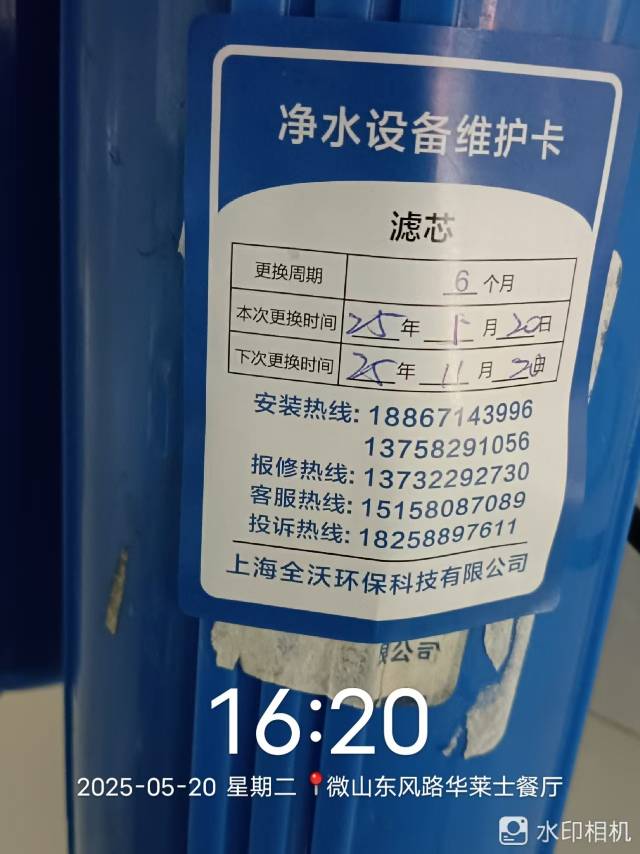 净水设备维护卡
滤芯
更换周期 6 个月
本次更换时间 25 年 5 月 20 日
下次更换时间 25 年 11 月 20 日
安装热线: 18867143996
13758291056
报修热线: 13732292730
客服热线: 15158087089
投诉热线: 18258897611
上海全沃环保科技有限公司
限公司
16:20
2025-05-20 星期二 微山东风路华莱士餐厅
水印相机